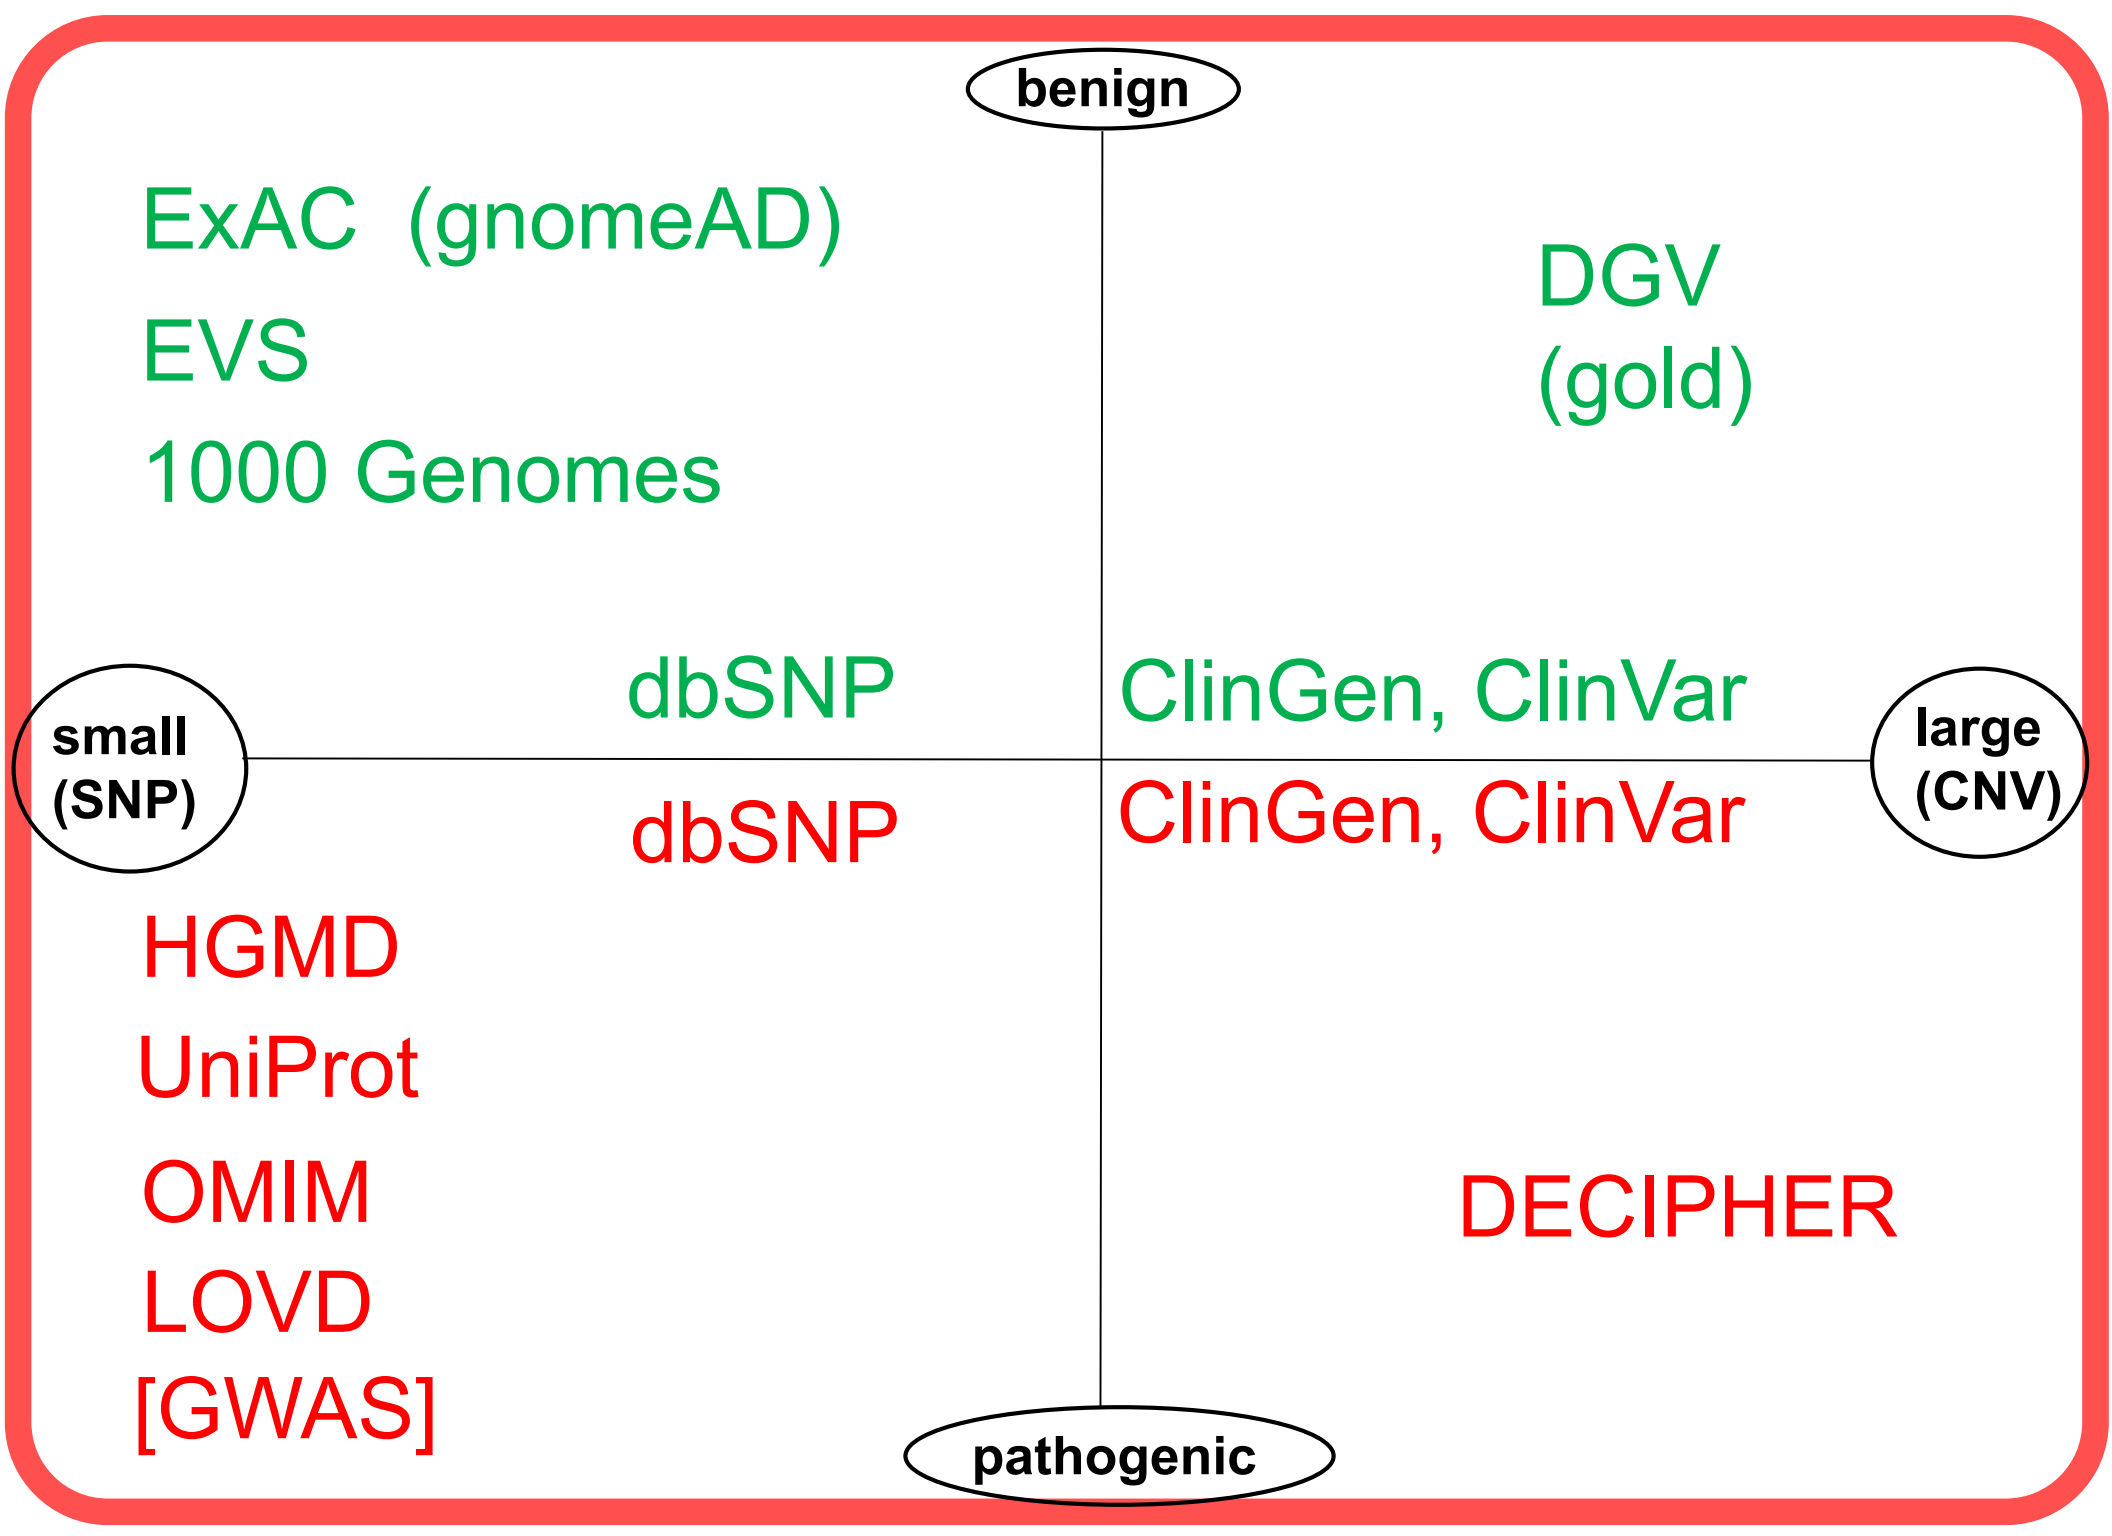 benign
ExAC (gnomeAD)
DGV
(gold)
EVS
1000 Genomes
dbSNP
ClinGen, ClinVar
small
(SNP)
large
(CNV)
dbSNP
ClinGen, ClinVar
HGMD
UniProt
OMIM
DECIPHER
LOVD
[GWAS]
pathogenic